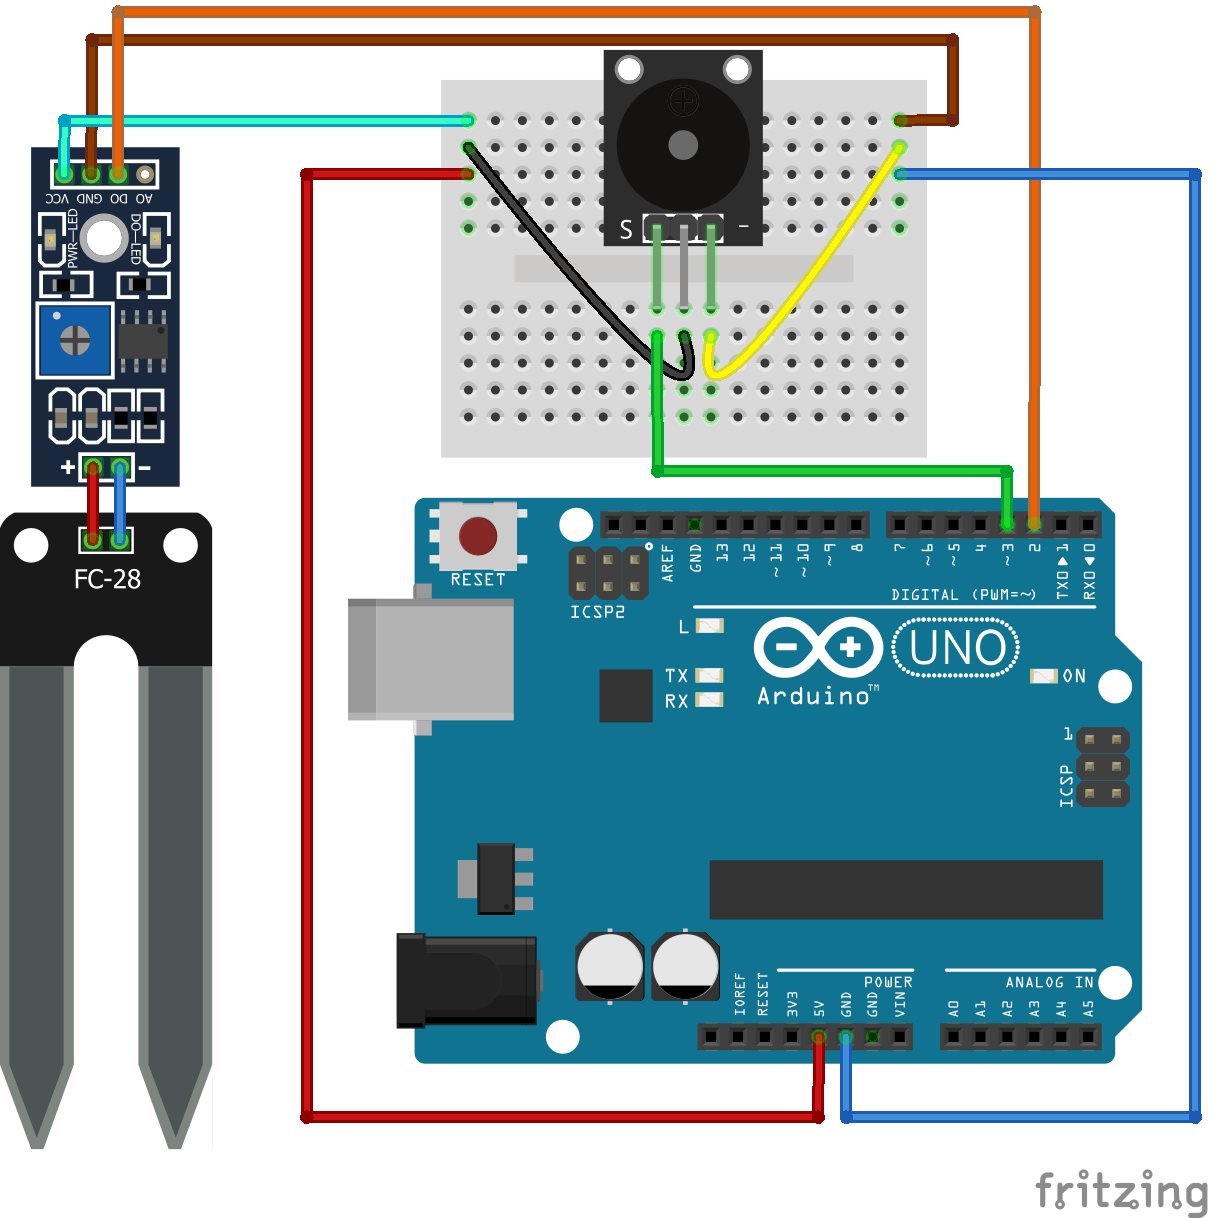 VCC GND DO AO
PWR-LED
DO-LED
S -
+ -
FC-28
RESET
AREF
GND
13
12
~11
~10
~9
8
7
~6
~5
4
~3
2
TX0▶1
RX0◀0
ICSP2
DIGITAL (PWM=~)
L
TX
RX
Arduino™
UNO
ON
1
ICSP
POWER
ANALOG IN
IOREF
RESET
3V3
5V
GND
GND
VIN
A0
A1
A2
A3
A4
A5
fritzing